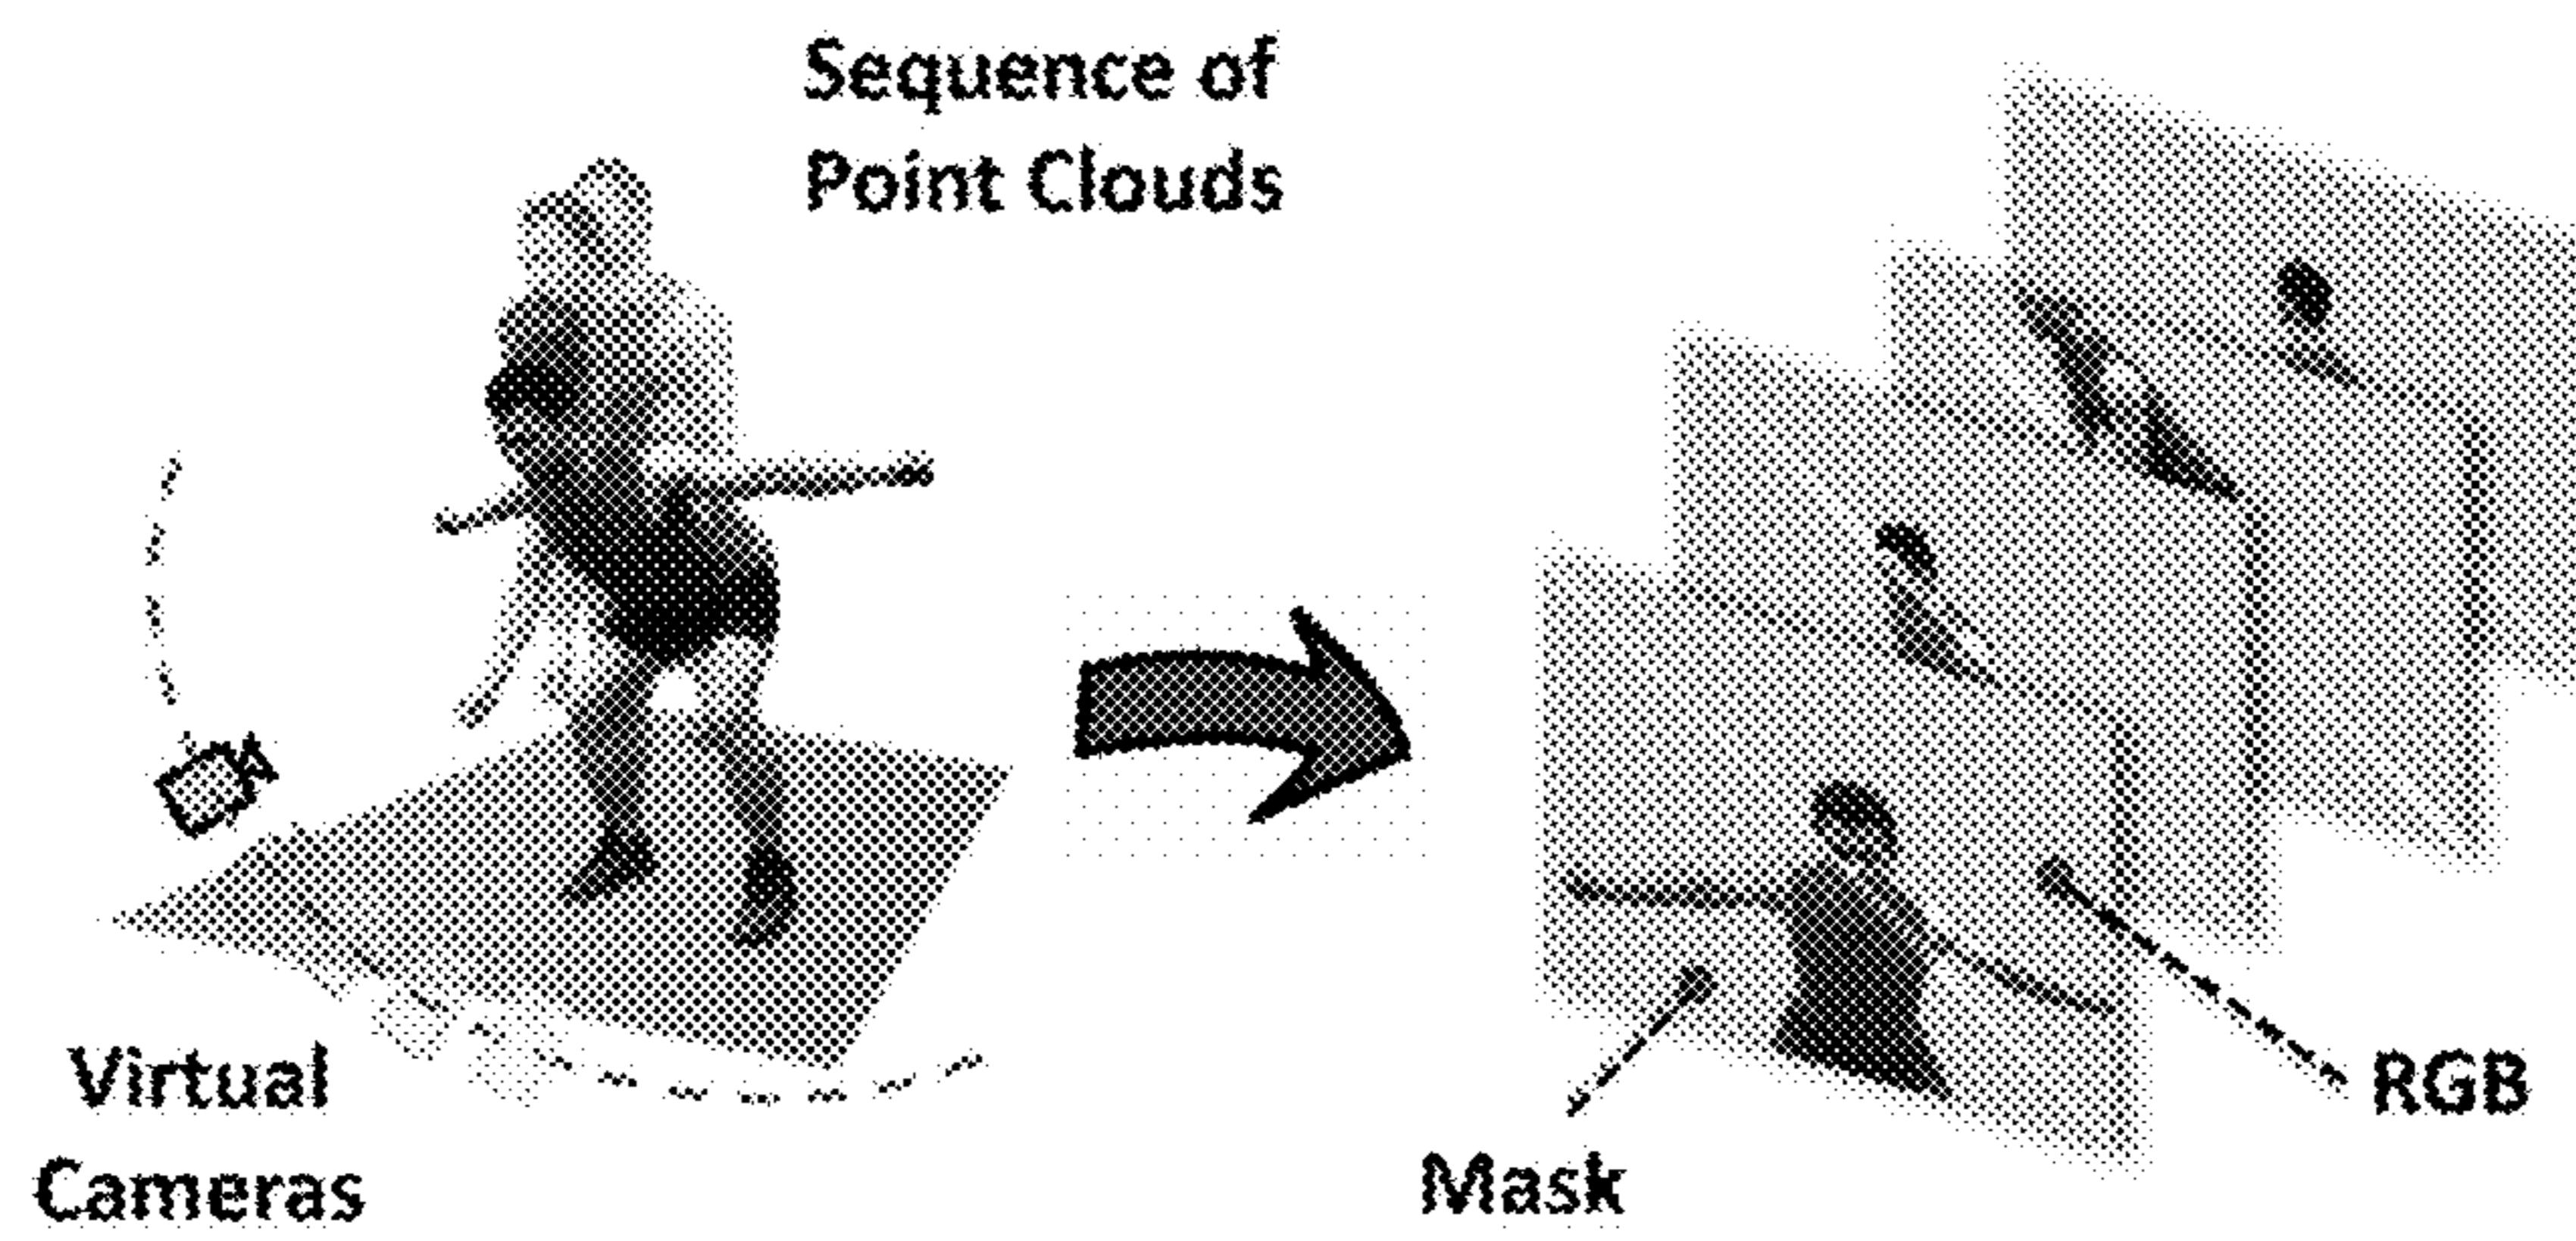 Sequence of
Point Clouds
Virtual
Cameras
Mask
RGB